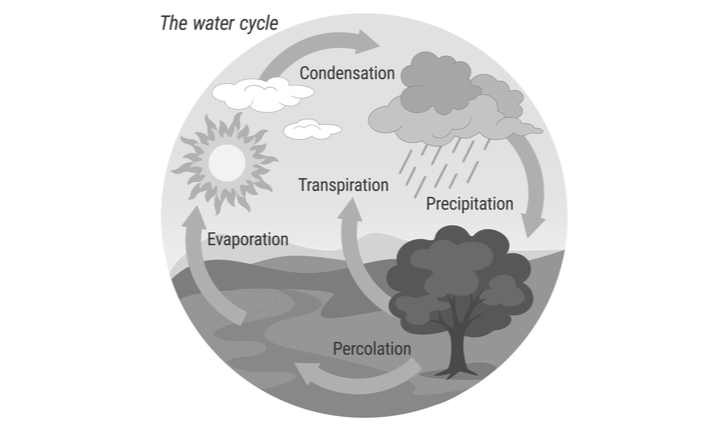 The water cycle
Condensation
Transpiration
Precipitation
Evaporation
Percolation